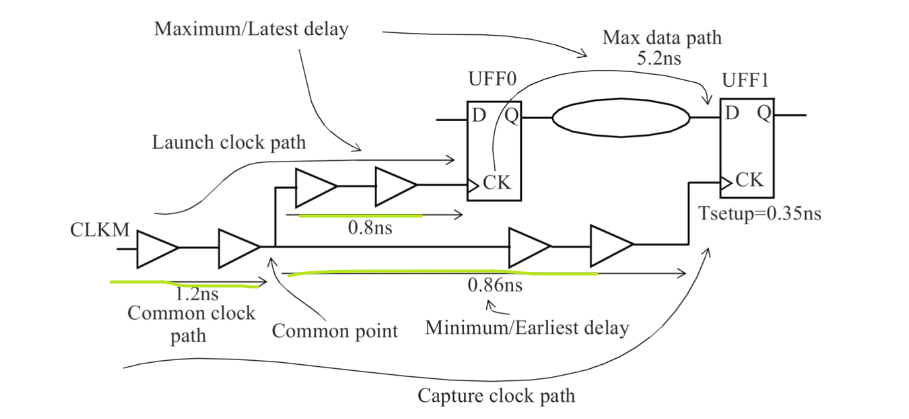 Maximum/Latest delay
Max data path
5.2ns
UFF0
UFF1
D Q
D Q
Launch clock path
CK
CK
Tsetup=0.35ns
0.8ns
CLKM
1.2ns
0.86ns
Common clock
path
Common point
Minimum/Earliest delay
Capture clock path